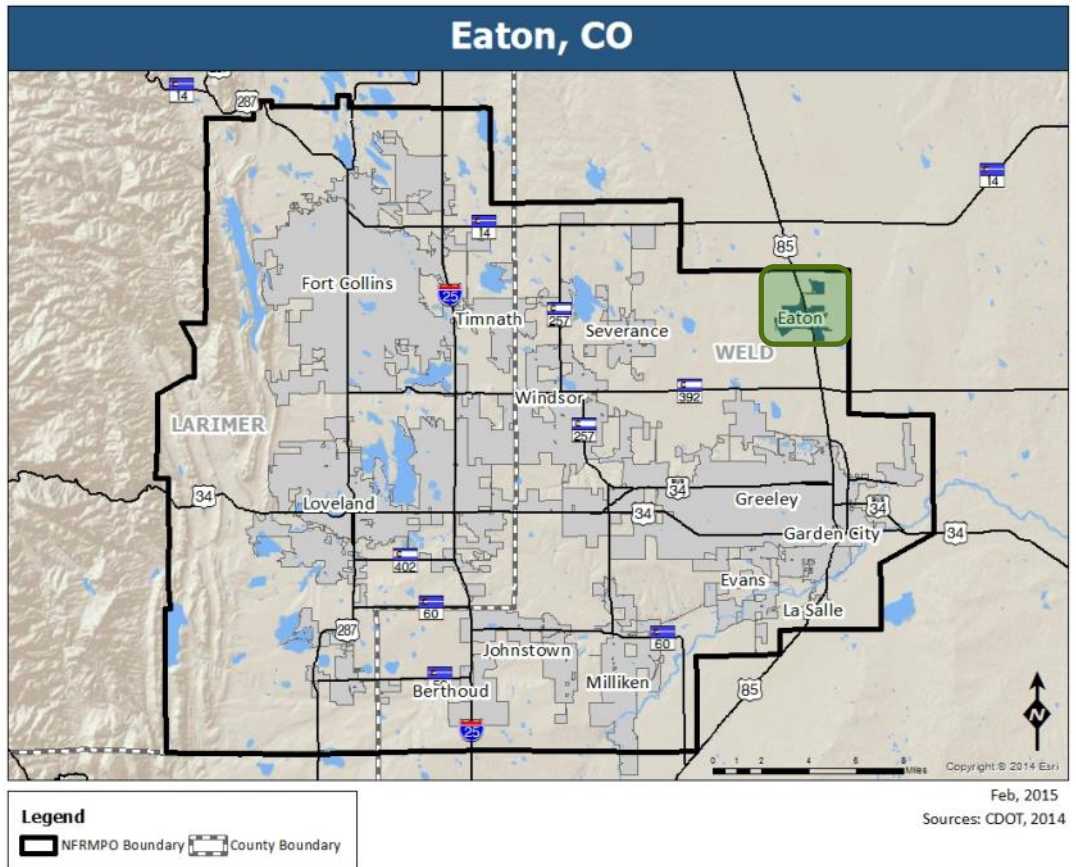 Eaton, CO
14
287
14
85
14
Fort Collins
25
Timnath
257
Severance
Eaton
WELD
392
Windsor
LARIMER
257
34
BUS
34
Greeley
Loveland
34
BUS
34
Garden City
34
402
Evans
60
La Salle
287
60
Johnstown
Milliken
Berthoud
85
25
N
0 1 2 4 6 8
Miles
Copyright:© 2014 Esri
Feb, 2015
Sources: CDOT, 2014
Legend
NFRMPO Boundary County Boundary